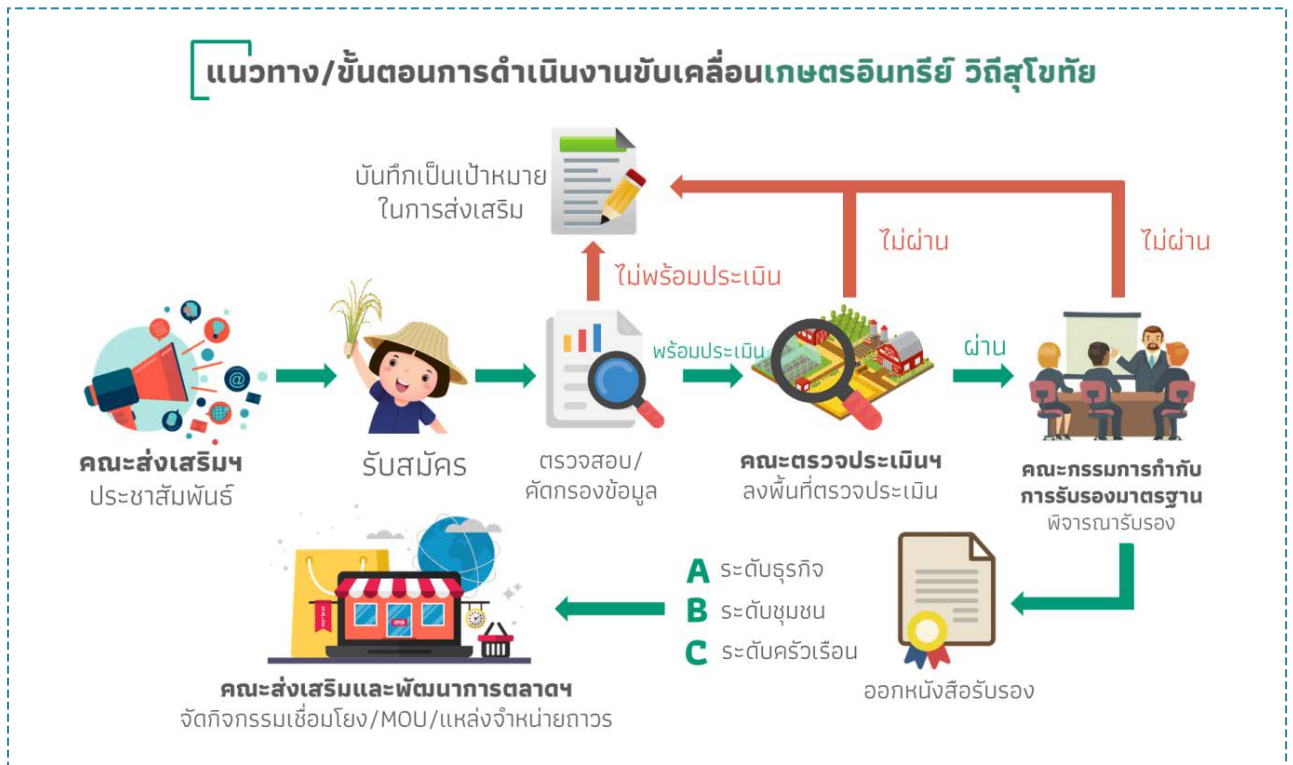 แนวทาง/ขั้นตอนการดำเนินงานขับเคลื่อนเกษตรอินทรีย์ วิถีสุโขทัย
บันทึกเป็นเป้าหมาย
ในการส่งเสริม
ไม่ผ่าน
ไม่ผ่าน
ไม่พร้อมประเมิน
@
พร้อมประเมิน
ผ่าน
คณะส่งเสริมฯ
ประชาสัมพันธ์
รับสมัคร
ตรวจสอบ/
คัดกรองข้อมูล
คณะตรวจประเมินฯ
ลงพื้นที่ตรวจประเมิน
คณะกรรมการกำกับ
การรับรองมาตรฐาน
พิจารณารับรอง
ออกหนังสือรับรอง
A ระดับธุรกิจ
B ระดับชุมชน
C ระดับครัวเรือน
SALE
OPEN
คณะส่งเสริมและพัฒนาการตลาดฯ
จัดกิจกรรมเชื่อมโยง/MOU/แหล่งจำหน่ายถาวร